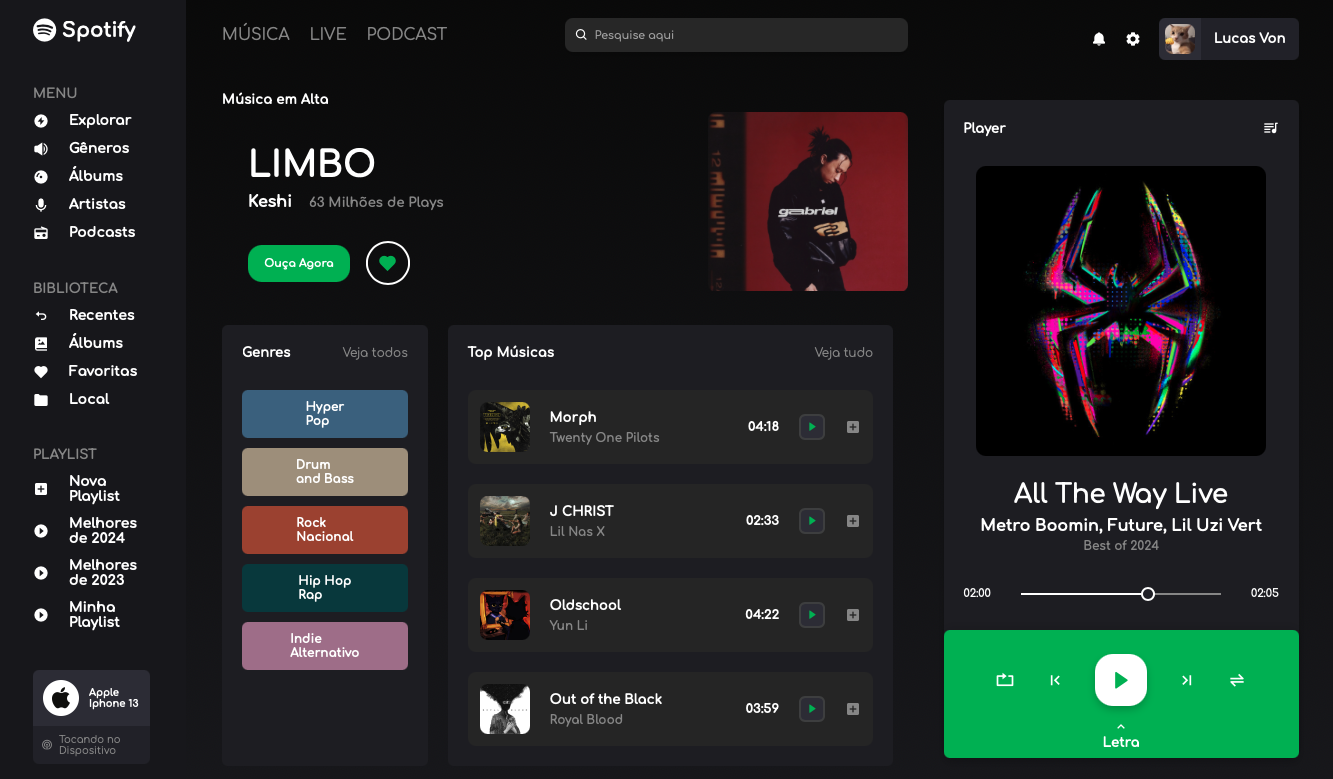 Spotify
MENU
Explorar
Gêneros
Álbums
Artistas
Podcasts
BIBLIOTECA
Recentes
Álbums
Favoritas
Local
PLAYLIST
Nova
Playlist
Melhores
de 2024
Melhores
de 2023
Minha
Playlist
Apple
Iphone 13
Tocando no
Dispositivo
MÚSICA LIVE PODCAST
Pesquise aqui
Lucas Von
Música em Alta
LIMBO
Keshi 63 Milhões de Plays
Ouça Agora
gabriel
Genres Veja todos
Hyper
Pop
Drum
and Bass
Rock
Nacional
Hip Hop
Rap
Indie
Alternativo
Top Músicas Veja tudo
Morph
Twenty One Pilots
04:18
J CHRIST
Lil Nas X
02:33
Oldschool
Yun Li
04:22
Out of the Black
Royal Blood
03:59
Player
All The Way Live
Metro Boomin, Future, Lil Uzi Vert
Best of 2024
02:00 02:05
Letra